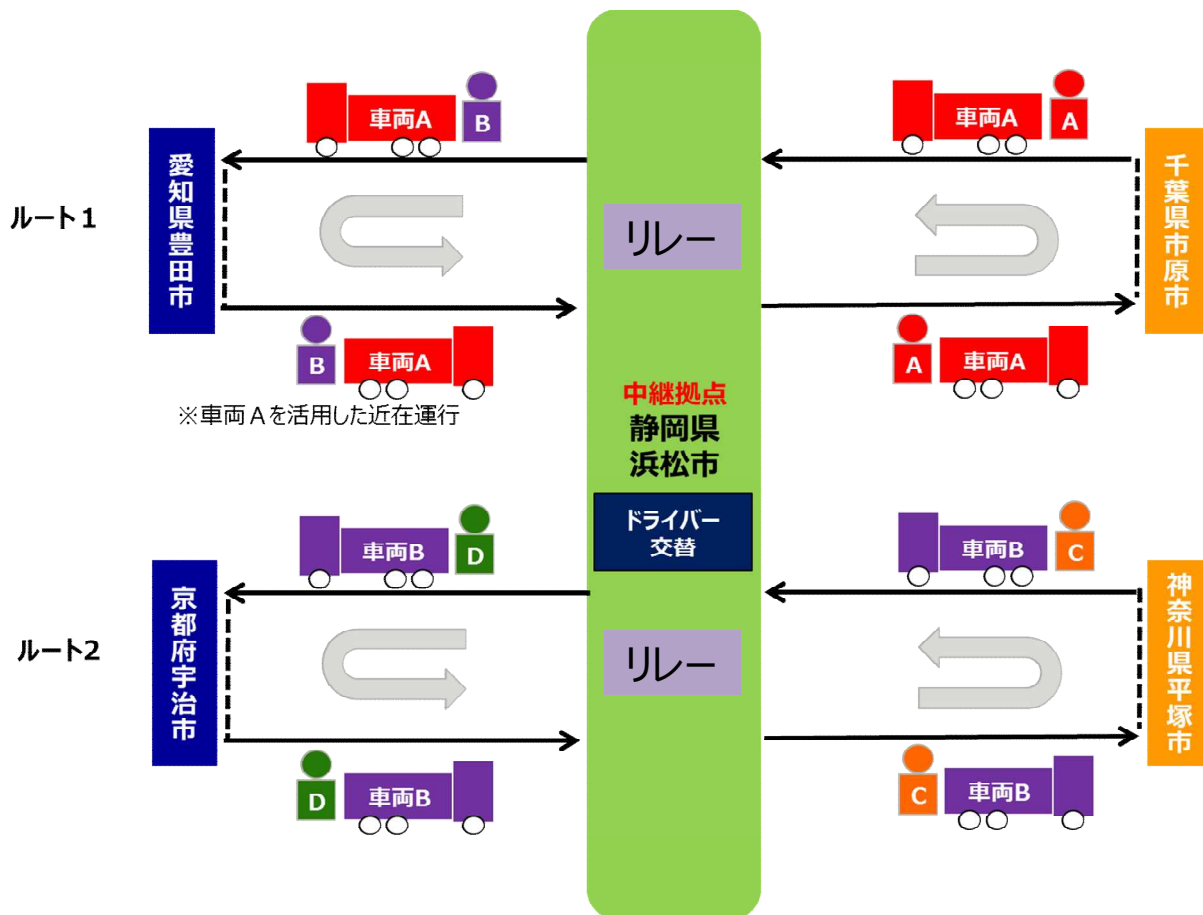 ルート1
愛知県豊田市
車両A
B
B
車両A
※車両Aを活用した近在運行
リレー
車両A
A
A
車両A
千葉県市原市
中継拠点
静岡県
浜松市
ドライバー
交替
ルート2
京都府宇治市
車両B
D
D
車両B
リレー
車両B
C
C
車両B
神奈川県平塚市